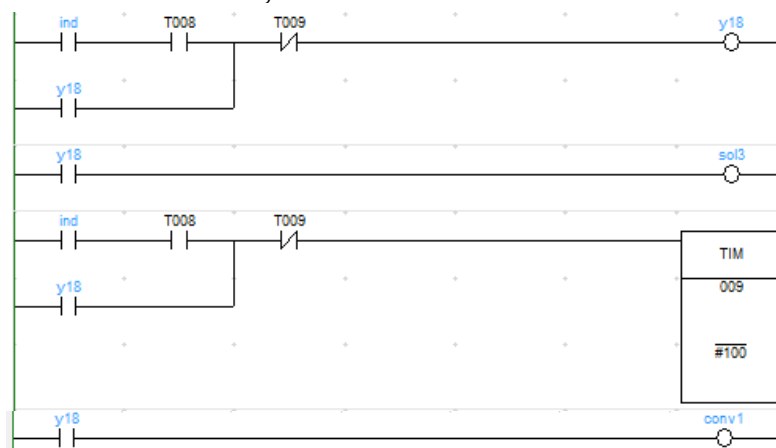 ind T008 T009 y18
y18
y18 sol3
ind T008 T009
TIM
y18 009
#100
y18 conv1